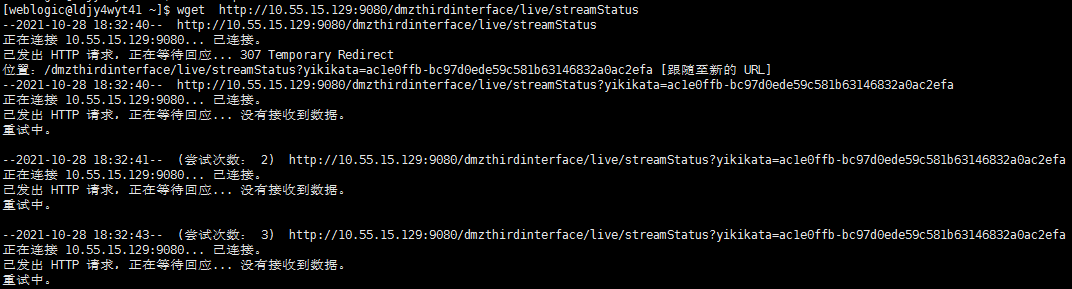 [weblogic@ldjy4wyt41 ~]$ wget  http://10.55.15.129:9080/dmzthirdinterface/live/streamStatus
--2021-10-28 18:32:40--  http://10.55.15.129:9080/dmzthirdinterface/live/streamStatus
正在连接 10.55.15.129:9080... 已连接。
已发出 HTTP 请求，正在等待回应... 307 Temporary Redirect
位置：/dmzthirdinterface/live/streamStatus?yikikata=ac1e0ffb-bc97d0ede59c581b63146832a0ac2efa [跟随至新的 URL]
--2021-10-28 18:32:40--  http://10.55.15.129:9080/dmzthirdinterface/live/streamStatus?yikikata=ac1e0ffb-bc97d0ede59c581b63146832a0ac2efa
正在连接 10.55.15.129:9080... 已连接。
已发出 HTTP 请求，正在等待回应... 没有接收到数据。
重试中。
--2021-10-28 18:32:41--  (尝试次数： 2)  http://10.55.15.129:9080/dmzthirdinterface/live/streamStatus?yikikata=ac1e0ffb-bc97d0ede59c581b63146832a0ac2efa
正在连接 10.55.15.129:9080... 已连接。
已发出 HTTP 请求，正在等待回应... 没有接收到数据。
重试中。
--2021-10-28 18:32:43--  (尝试次数： 3)  http://10.55.15.129:9080/dmzthirdinterface/live/streamStatus?yikikata=ac1e0ffb-bc97d0ede59c581b63146832a0ac2efa
正在连接 10.55.15.129:9080... 已连接。
已发出 HTTP 请求，正在等待回应... 没有接收到数据。
重试中。